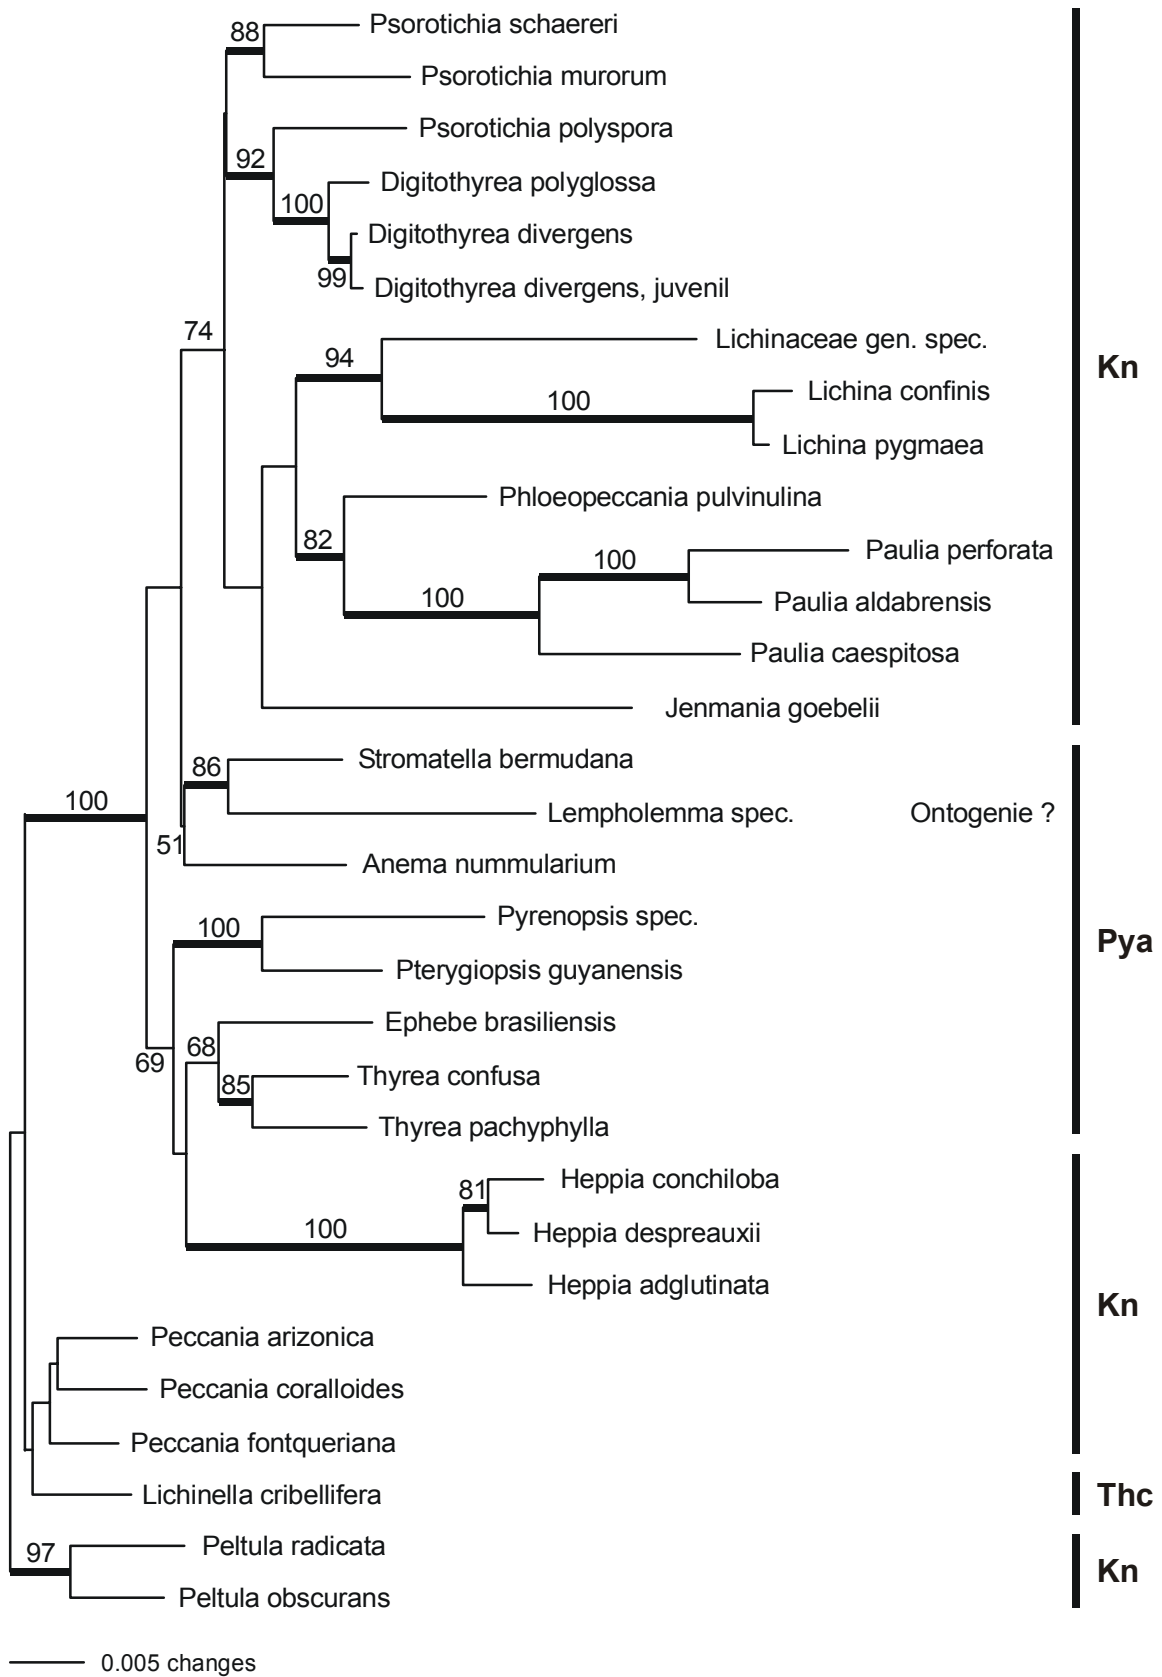 Psorotichia schaereri
88
Psorotichia murorum
Psorotichia polyspora
92
Digitothyrea polyglossa
100
Digitothyrea divergens
99
Digitothyrea divergens, juvenil
74
Lichinaceae gen. spec.
94
Kn
Lichina confinis
100
Lichina pygmaea
Phloeopeccania pulvinulina
82
Paulia perforata
100
Paulia aldabrensis
100
Paulia caespitosa
Jenmania goebelii
Stromatella bermudana
86
100
Lempholemma spec. Ontogenie ?
51
Anema nummularium
Pyrenopsis spec.
100
Pya
Pterygiopsis guyanensis
Ephebe brasiliensis
68
69
Thyrea confusa
85
Thyrea pachyphylla
Heppia conchiloba
81
100
Heppia despreauxii
Heppia adglutinata
Kn
Peccania arizonica
Peccania coralloides
Peccania fontqueriana
Lichinella cribellifera
Thc
Peltula radicata
97
Kn
Peltula obscurans
0.005 changes